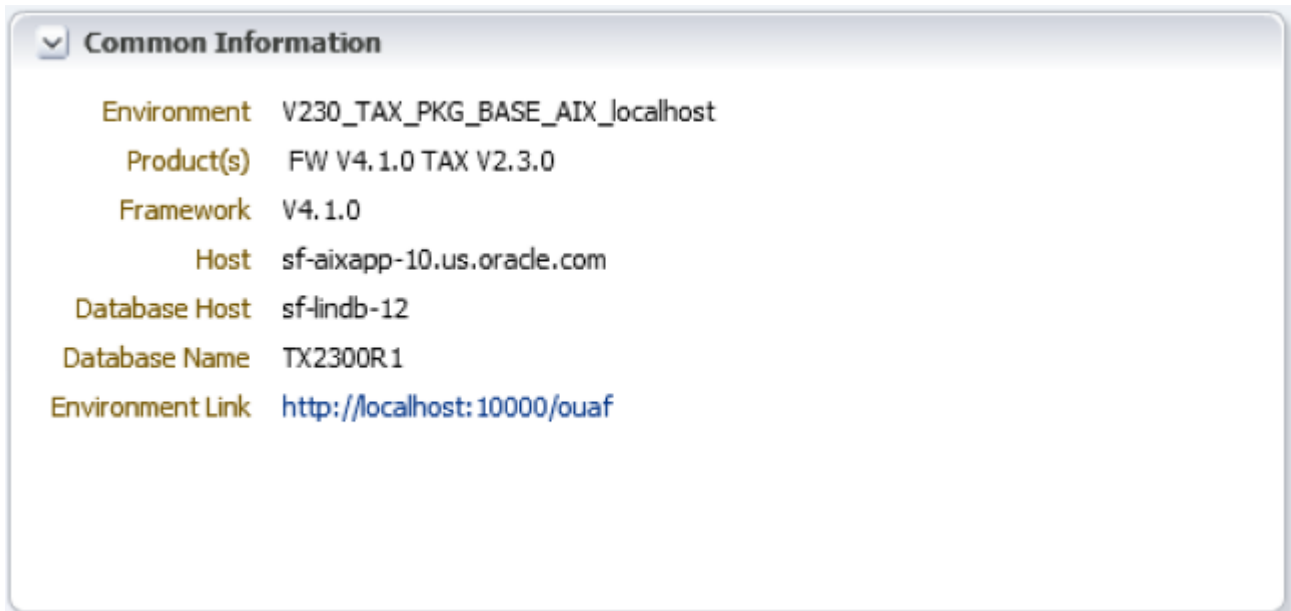 Common Information
Environment V230_TAX_PKG_BASE_AIX_localhost
Product(s) FW V4.1.0 TAX V2.3.0
Framework V4.1.0
Host sf-aixapp-10.us.oracle.com
Database Host sf-lindb-12
Database Name TX2300R1
Environment Link http://localhost:10000/ouaf